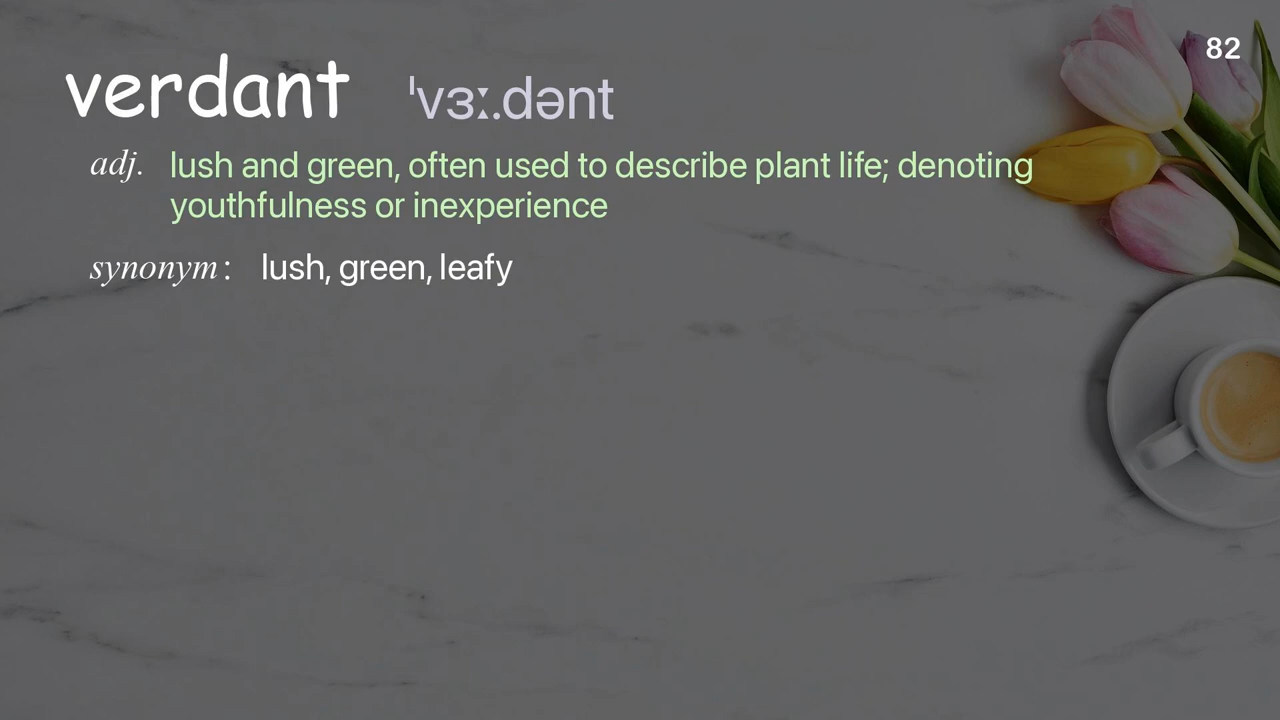 82
verdant ˈvɜː.dənt
adj. lush and green, often used to describe plant life; denoting
youthfulness or inexperience
synonym: lush, green, leafy